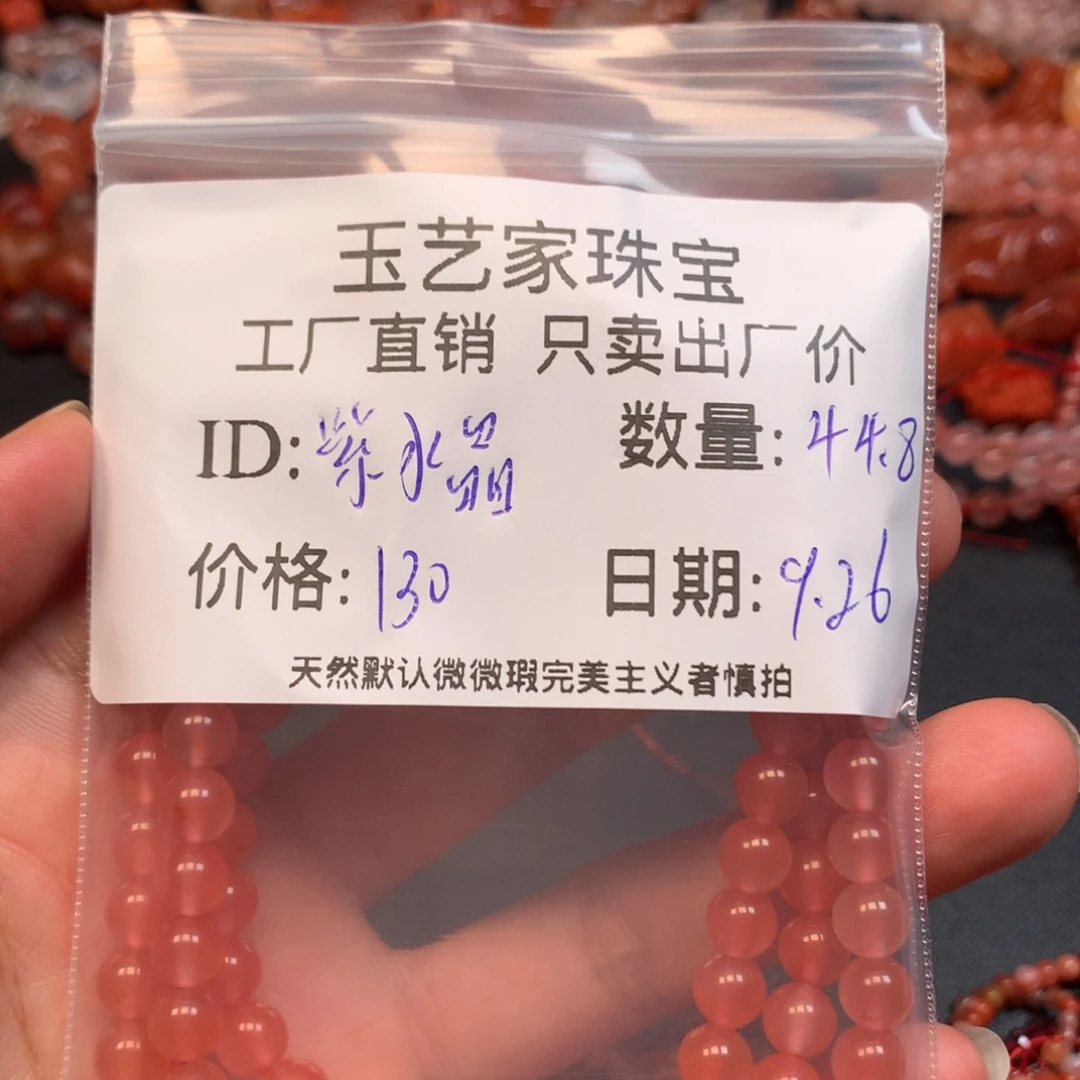 玉艺家珠宝
工厂直销 只卖出厂价
ID:紫水晶 数量:44.8
价格:130 日期:9.26
天然默认微微瑕完美主义者慎拍